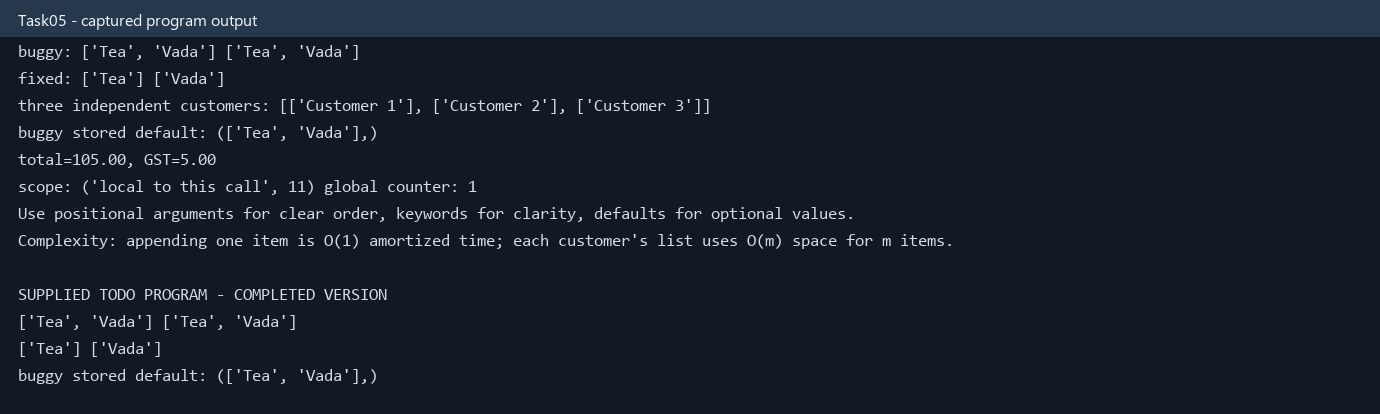 Task05 - captured program output
buggy: ['Tea', 'Vada'] ['Tea', 'Vada']
fixed: ['Tea'] ['Vada']
three independent customers: [['Customer 1'], ['Customer 2'], ['Customer 3']]
buggy stored default: (['Tea', 'Vada'],)
total=105.00, GST=5.00
scope: ('local to this call', 11) global counter: 1
Use positional arguments for clear order, keywords for clarity, defaults for optional values.
Complexity: appending one item is O(1) amortized time; each customer's list uses O(m) space for m items.
SUPPLIED TODO PROGRAM - COMPLETED VERSION
['Tea', 'Vada'] ['Tea', 'Vada']
['Tea'] ['Vada']
buggy stored default: (['Tea', 'Vada'],)